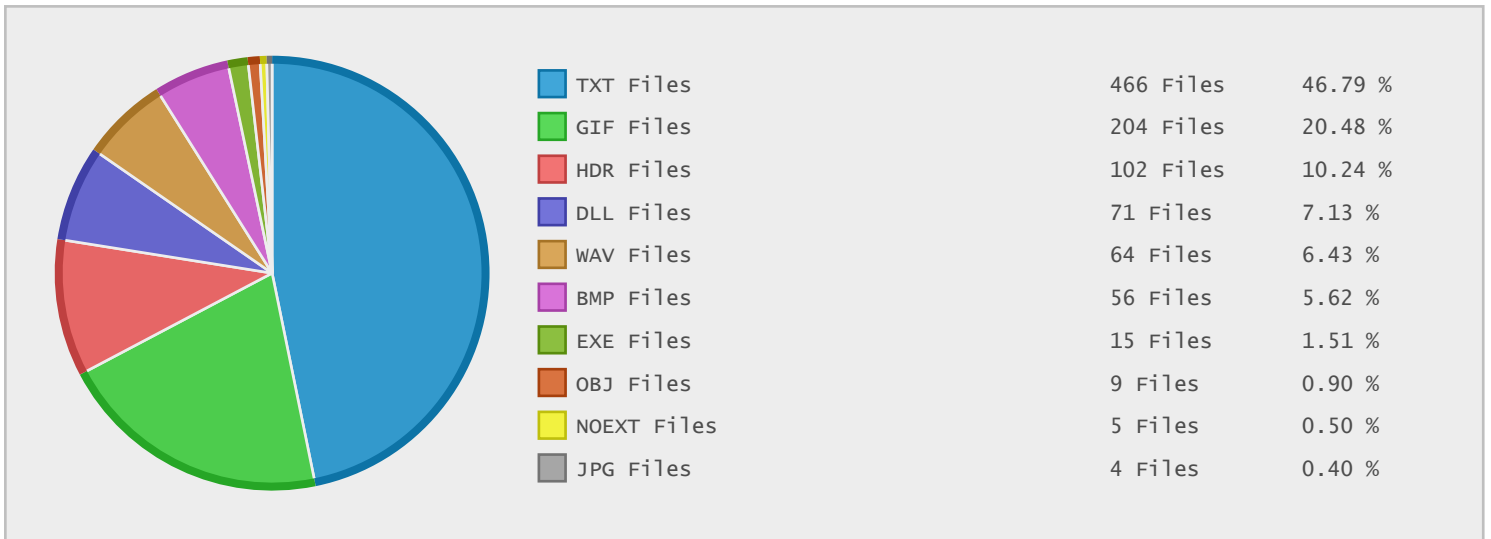 TXT Files 466 Files 46.79 %
GIF Files 204 Files 20.48 %
HDR Files 102 Files 10.24 %
DLL Files 71 Files 7.13 %
WAV Files 64 Files 6.43 %
BMP Files 56 Files 5.62 %
EXE Files 15 Files 1.51 %
OBJ Files 9 Files 0.90 %
NOEXT Files 5 Files 0.50 %
JPG Files 4 Files 0.40 %